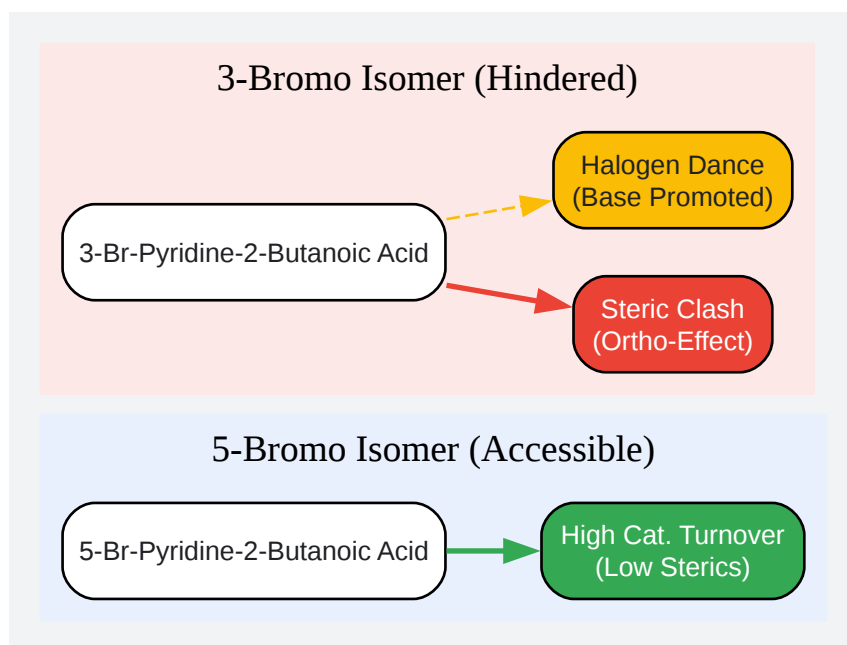 3-Bromo Isomer (Hindered)
3-Br-Pyridine-2-Butanoic Acid
Halogen Dance
(Base Promoted)
Steric Clash
(Ortho-Effect)
5-Bromo Isomer (Accessible)
5-Br-Pyridine-2-Butanoic Acid
High Cat. Turnover
(Low Sterics)